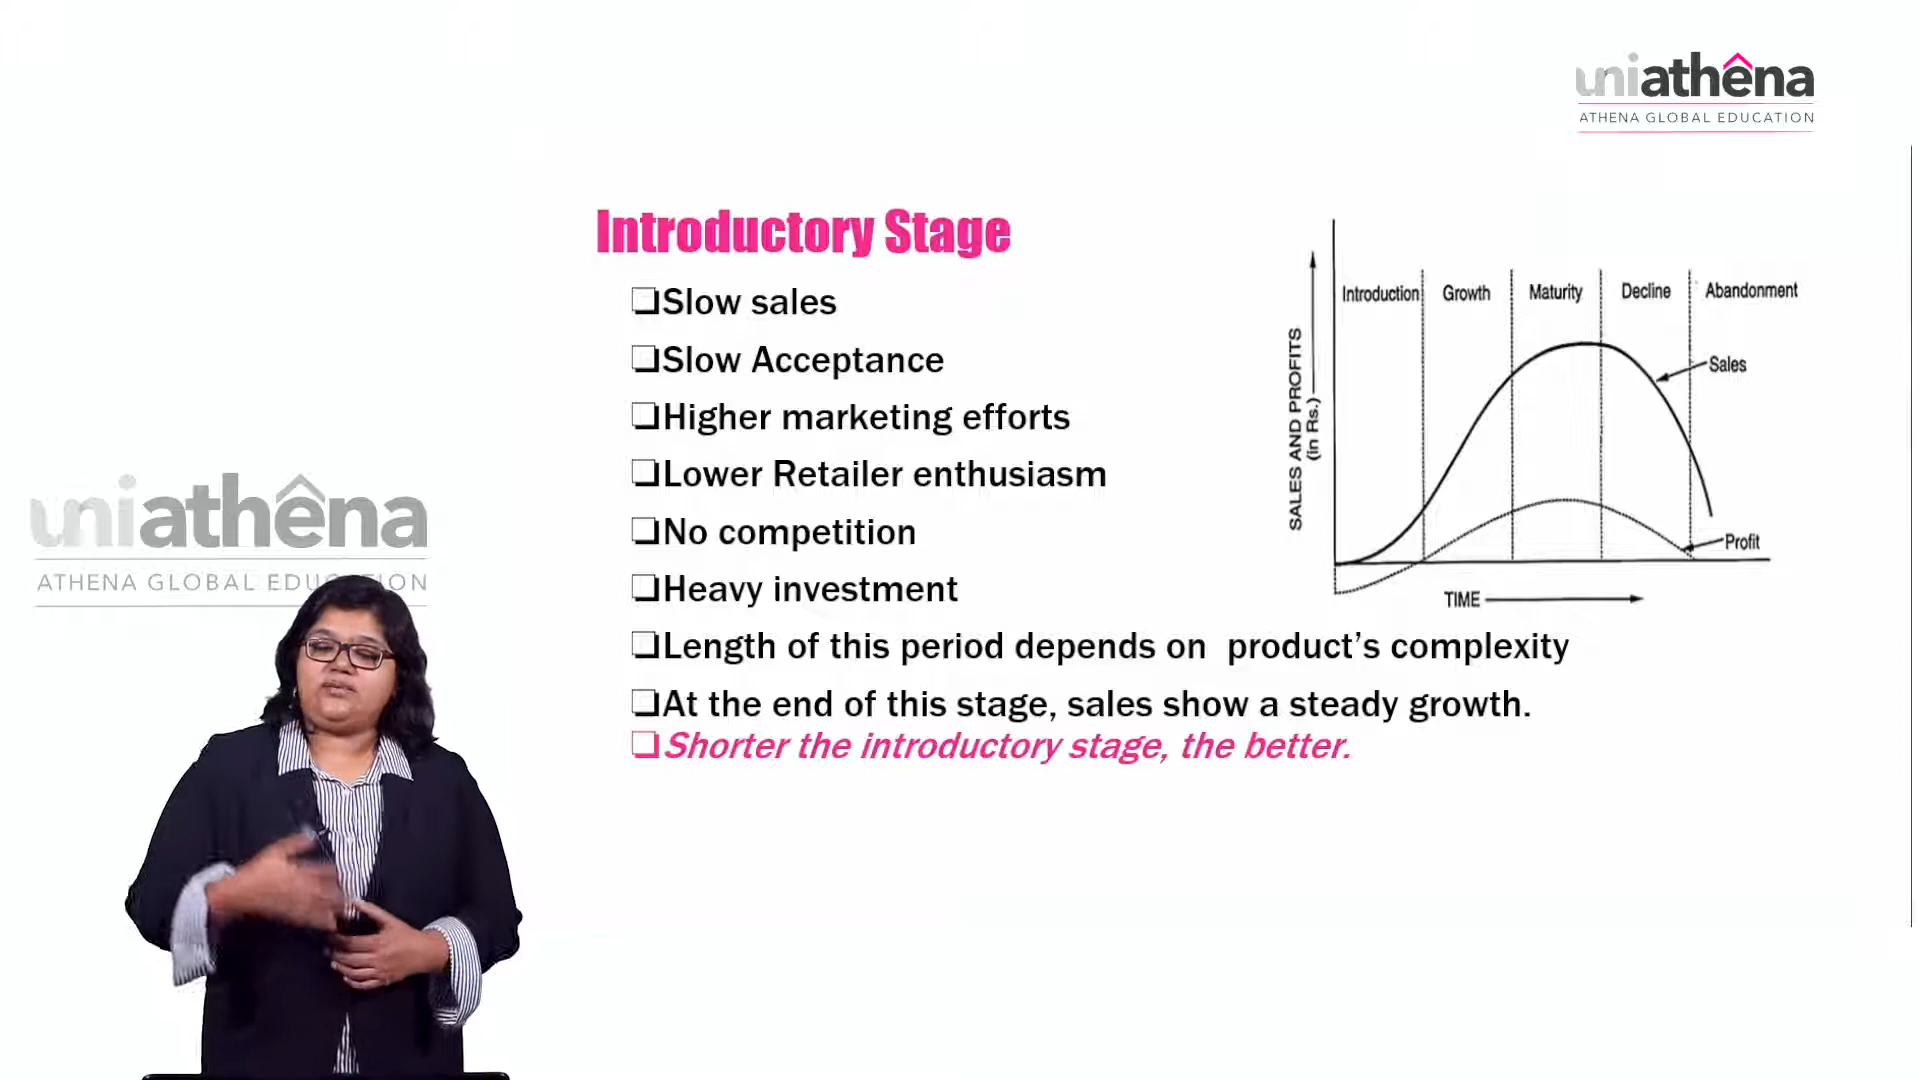 uniathena
ATHENA GLOBAL EDUCATION
Introductory Stage
Slow sales
Slow Acceptance
Higher marketing efforts
Lower Retailer enthusiasm
No competition
Heavy investment
Length of this period depends on product’s complexity
At the end of this stage, sales show a steady growth.
Shorter the introductory stage, the better.
Introduction Growth Maturity Decline Abandonment
SALES AND PROFITS
(in Rs.)
Sales
Profit
TIME
uniathena
ATHENA GLOBAL EDUCATION